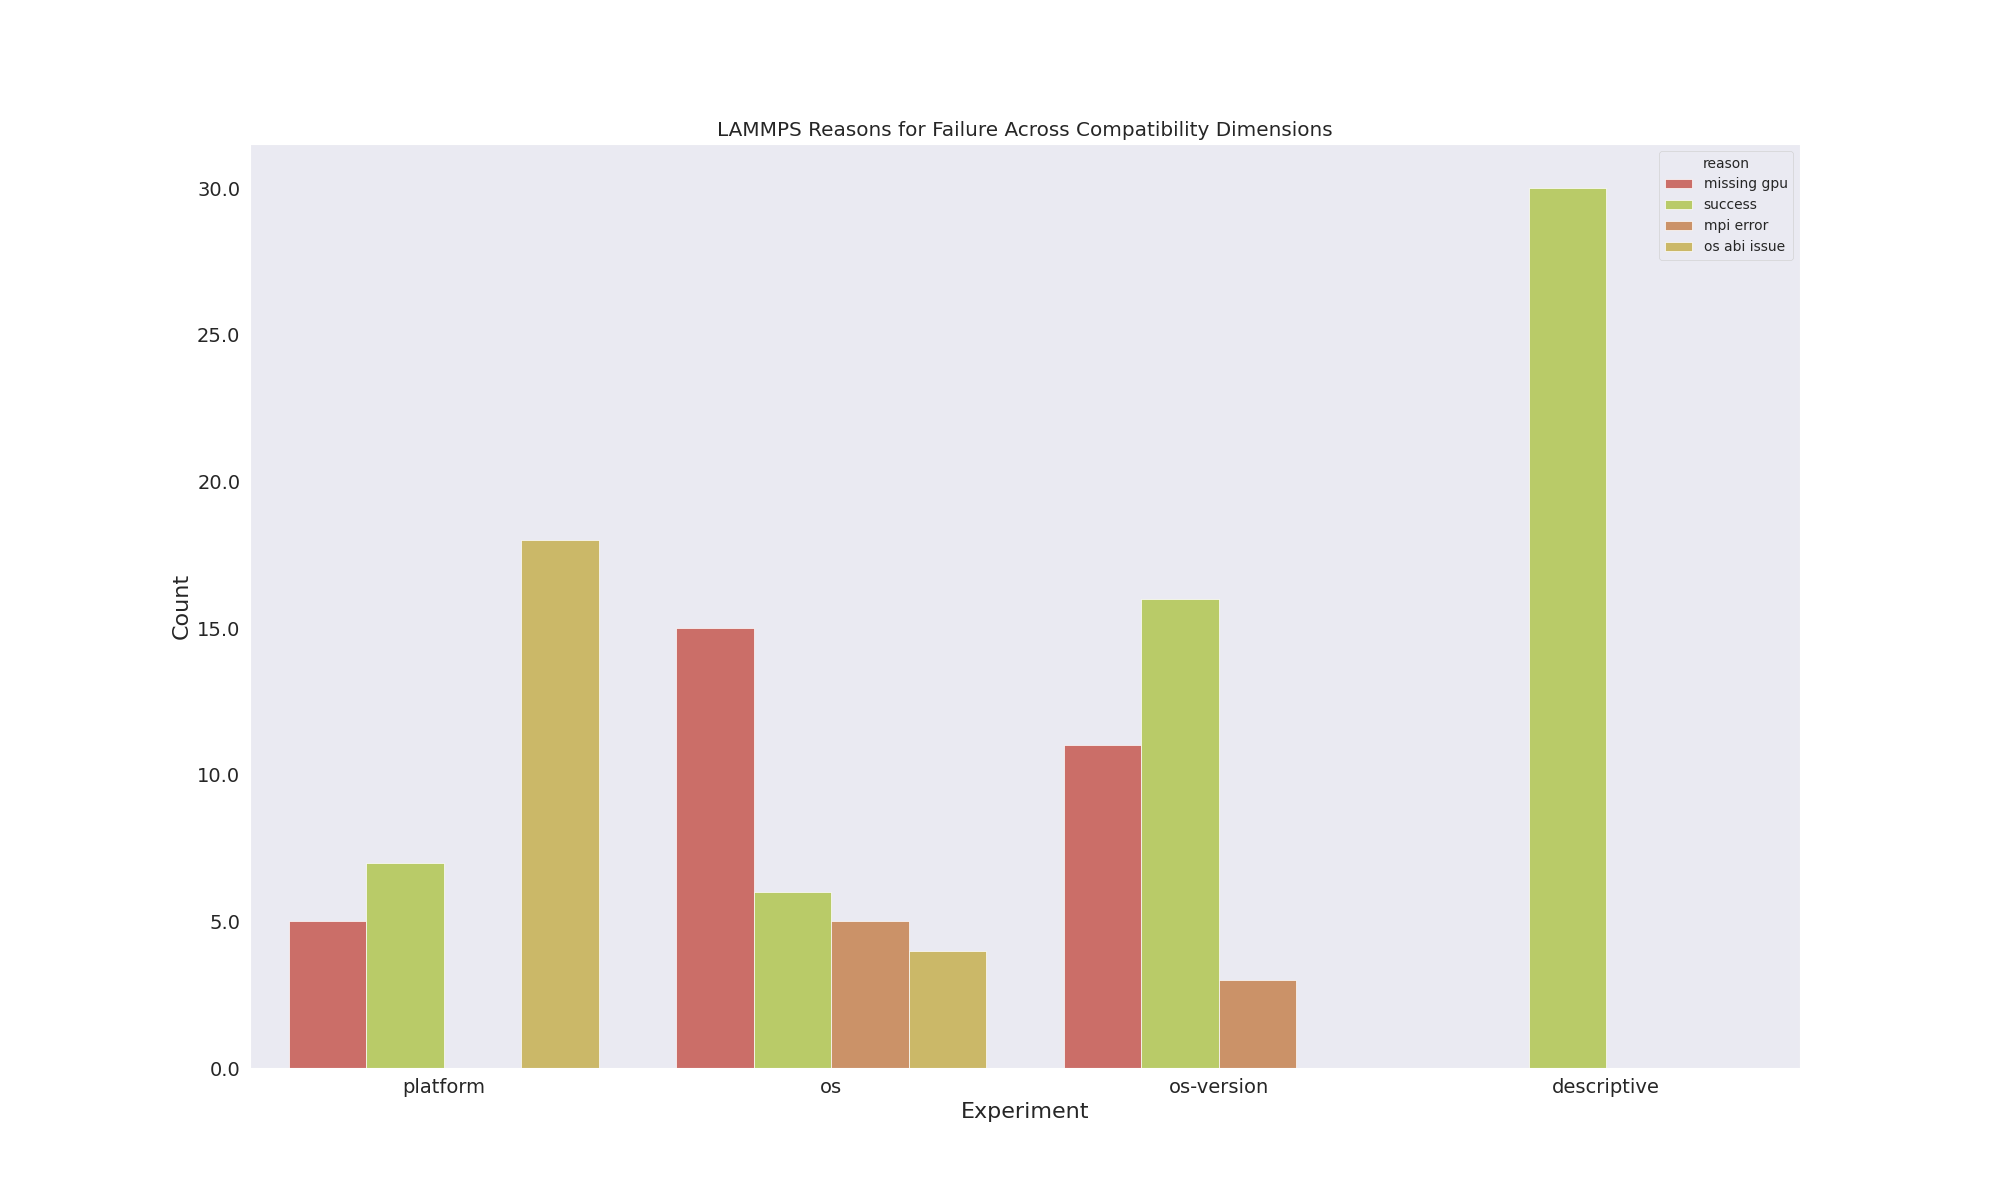 LAMMPS Reasons for Failure Across Compatibility Dimensions
reason
missing gpu
success
mpi error
os abi issue
30.0
25.0
20.0
15.0
10.0
5.0
0.0
Count
platform
os
os-version
descriptive
Experiment